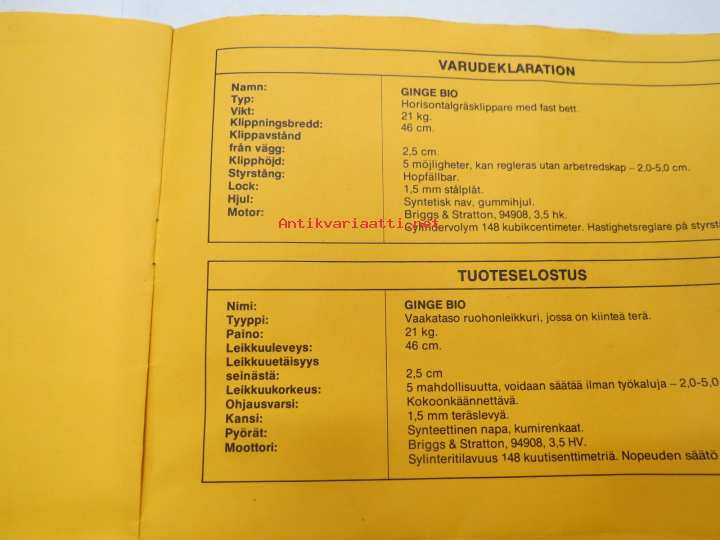 VARUDEKLARATION
Namn: GINGE BIO
Typ: Horisontalgräsklippare med fast bett.
Vikt: 21 kg.
Klippningsbredd: 46 cm.
Klippavstånd
från vägg: 2,5 cm.
Klipphöjd: 5 möjligheter, kan regleras utan arbetredskap – 2,0-5,0 cm.
Styrstång: Hopfällbar.
Lock: 1,5 mm stålplåt.
Hjul: Syntetisk nav, gummihjul.
Motor: Briggs & Stratton, 94908, 3,5 hk.
Antikvariaatti.net
Cylindervolym 148 kubikcentimeter. Hastighetsreglare på
TUOTESELOSTUS
Nimi: GINGE BIO
Tyyppi: Vaakataso ruohonleikkuri, jossa on kiinteä terä.
Paino: 21 kg.
Leikkuuleveys: 46 cm.
Leikkuuetäisyys
seinästä: 2,5 cm
Leikkuukorkeus: 5 mahdollisuutta, voidaan säätää ilman työkaluja – 2,0-5,0
Ohjausvarsi: Kokoonkäännettävä.
Kansi: 1,5 mm teräslevyä.
Pyörät: Synteettinen napa, kumirenkaat.
Moottori: Briggs & Stratton, 94908, 3,5 HV.
Sylinteritilavuus 148 kuutisenttimetriä. Nopeuden säätö